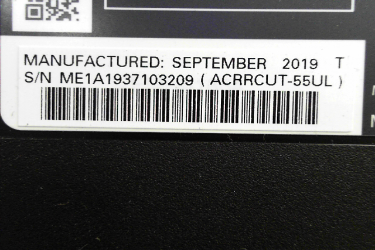 MANUFACTURED: SEPTEMBER 2019 T
S/N ME1A1937103209 ( ACRRCUT-55UL )